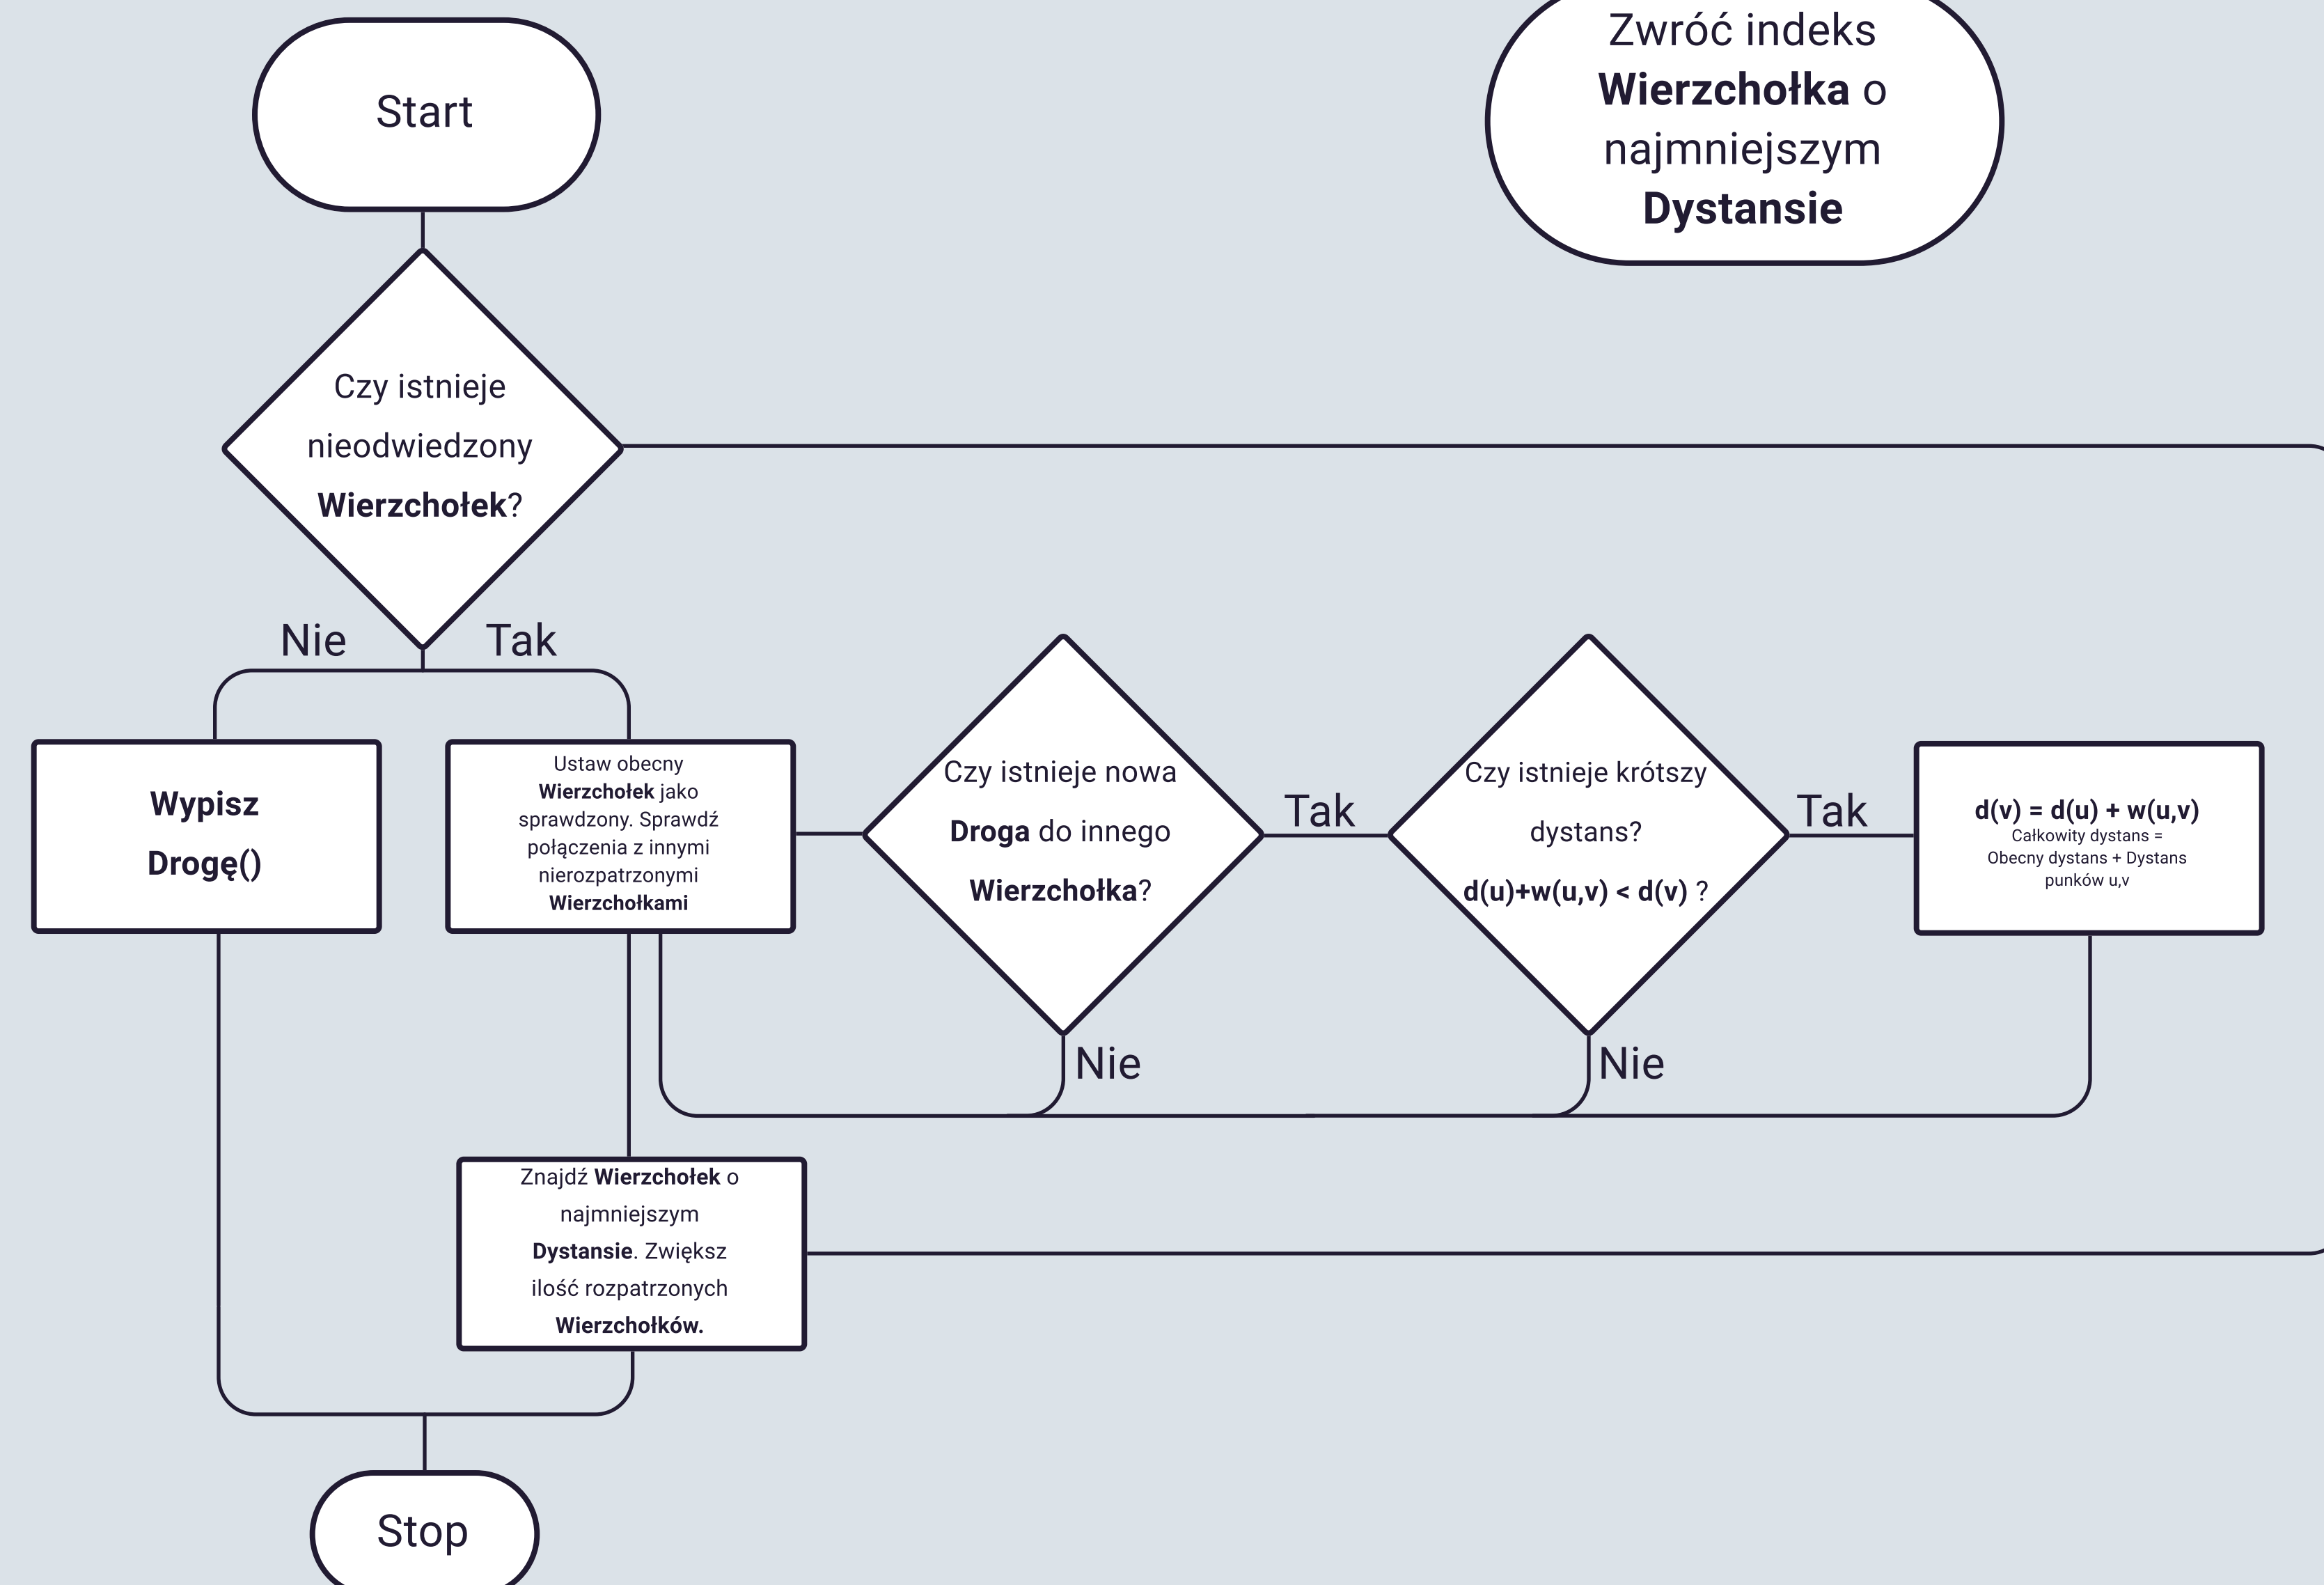 Start
Zwróć indeks
Wierzchołka o
najmniejszym
Dystansie
Czy istnieje
nieodwiedzony
Wierzchołek?
Nie
Tak
Wypisz
Drogę()
Ustaw obecny
Wierzchołek jako
sprawdzony. Sprawdź
połączenia z innymi
nierozpatrzonymi
Wierzchołkami
Czy istnieje nowa
Droga do innego
Wierzchołka?
Tak
Czy istnieje krótszy
dystans?
d(u)+w(u,v) < d(v) ?
Tak
d(v) = d(u) + w(u,v)
Całkowity dystans =
Obecny dystans + Dystans
punków u,v
Nie
Nie
Znajdź Wierzchołek o
najmniejszym
Dystansie. Zwiększ
ilość rozpatrzonych
Wierzchołków.
Stop